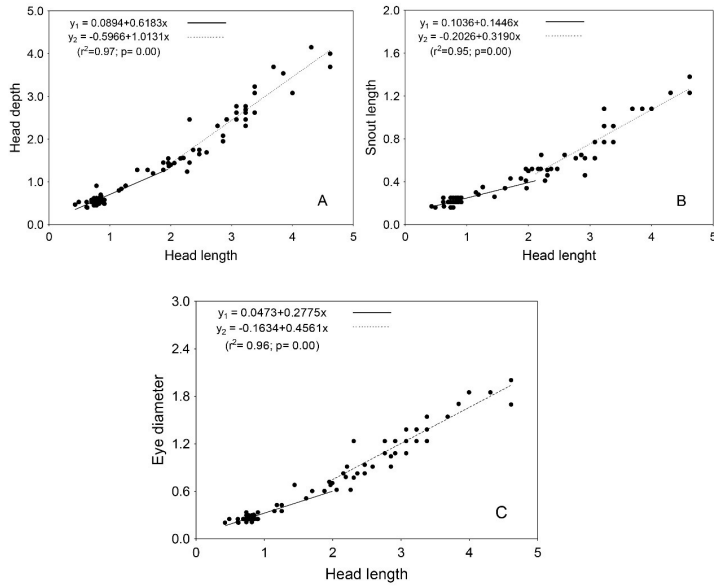 y1 = 0.0894+0.6183x
y2 = -0.5966+1.0131x
(r2=0.97; p= 0.00)
5.0
4.0
3.0
2.0
1.0
0.0
Head depth
A
0 1 2 3 4 5
Head length
y1 = 0.1036+0.1446x
y2 = -0.2026+0.3190x
(r2=0.95; p=0.00)
2.0
1.6
1.2
0.8
0.4
0
Snout length
B
0 1 2 3 4 5
Head lenght
y1 = 0.0473+0.2775x
y2 = -0.1634+0.4561x
(r2= 0.96; p= 0.00)
3.0
2.4
1.8
1.2
0.6
0.0
Eye diameter
C
0 1 2 3 4 5
Head length